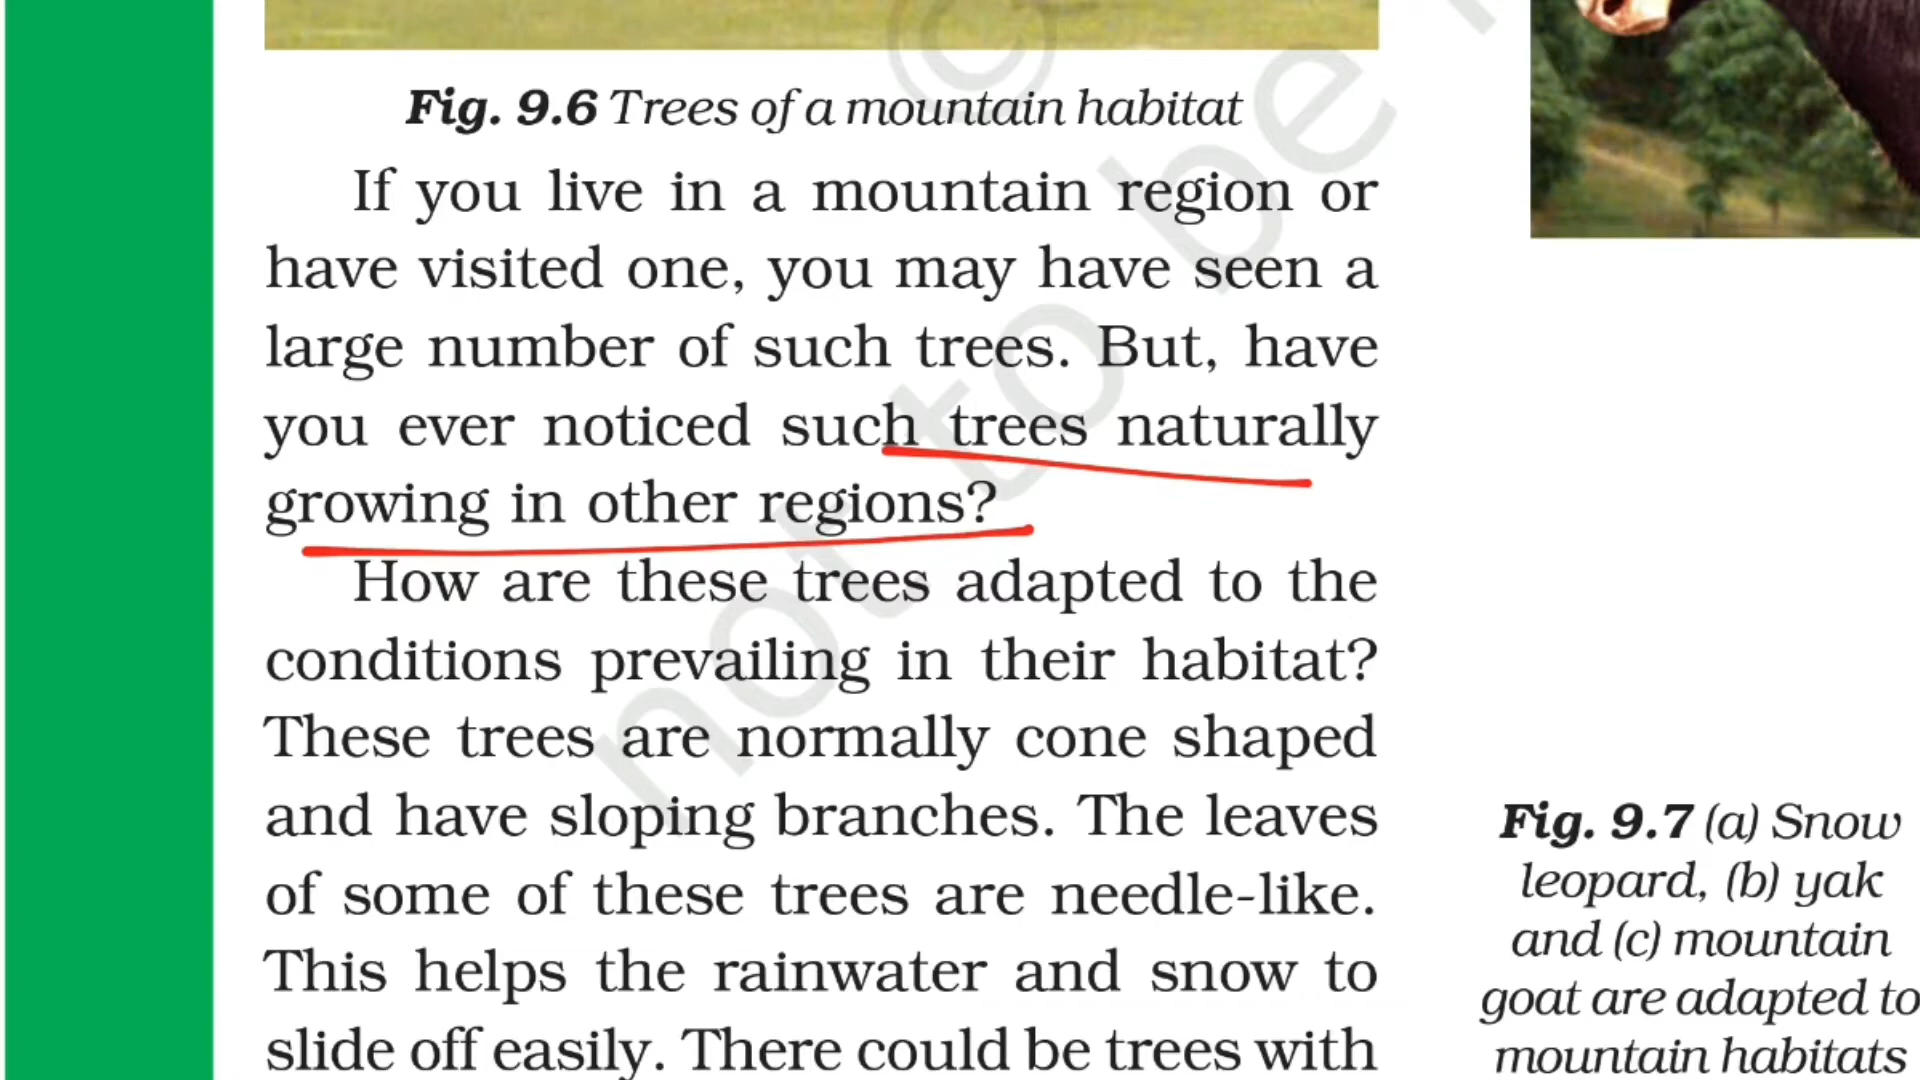 Fig. 9.6 Trees of a mountain habitat
If you live in a mountain region or
have visited one, you may have seen a
large number of such trees. But, have
you ever noticed such trees naturally
growing in other regions?
How are these trees adapted to the
conditions prevailing in their habitat?
These trees are normally cone shaped
and have sloping branches. The leaves
of some of these trees are needle-like.
This helps the rainwater and snow to
slide off easily. There could be trees with
Fig. 9.7 (a) Snow
leopard, (b) yak
and (c) mountain
goat are adapted to
mountain habitats
©
not to be